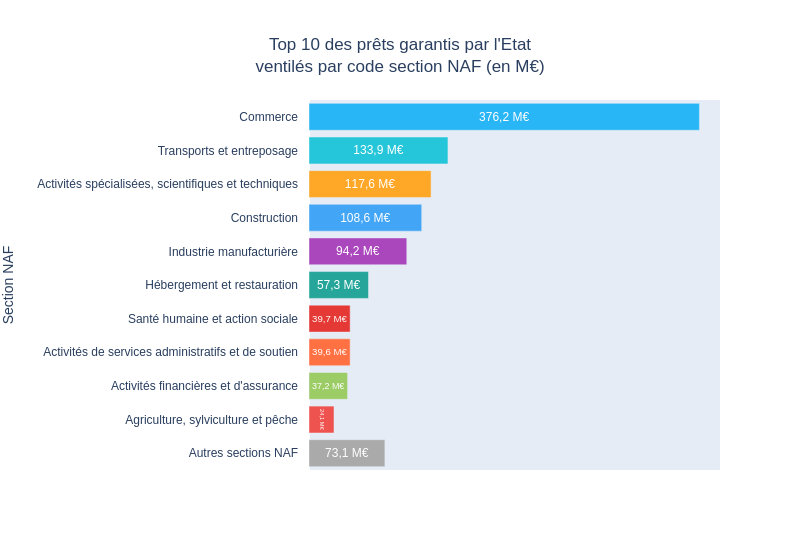 Top 10 des prêts garantis par l'Etat
ventilés par code section NAF (en M€)
Section NAF
Commerce 376,2 M€
Transports et entreposage 133,9 M€
Activités spécialisées, scientifiques et techniques 117,6 M€
Construction 108,6 M€
Industrie manufacturière 94,2 M€
Hébergement et restauration 57,3 M€
Santé humaine et action sociale 39,7 M€
Activités de services administratifs et de soutien 39,6 M€
Activités financières et d'assurance 37,2 M€
Agriculture, sylviculture et pêche
Autres sections NAF 73,1 M€